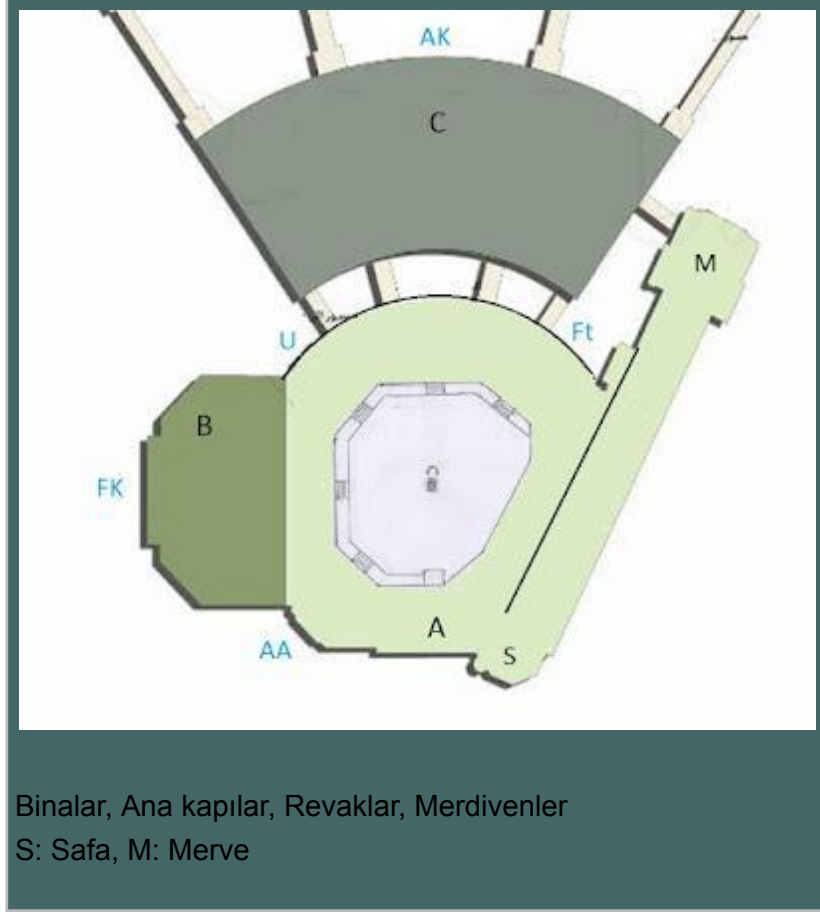 AK
C
M
U
Ft
B
FK
A
AA
S
Binalar, Ana kapılar, Revaklar, Merdivenler
S: Safa, M: Merve